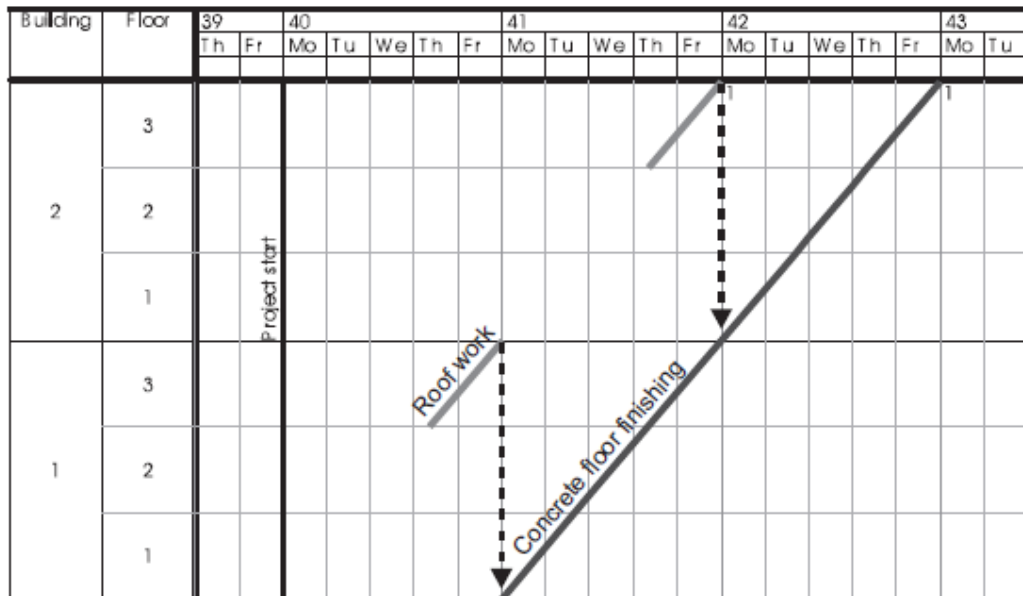 Building Floor 39 40 41 42 43
Th Fr Mo Tu We Th Fr Mo Tu We Th Fr Mo Tu We Th Fr Mo Tu
1 1
3
2 2
Project start
1
Roof work
3
Concrete floor finishing
1 2
1